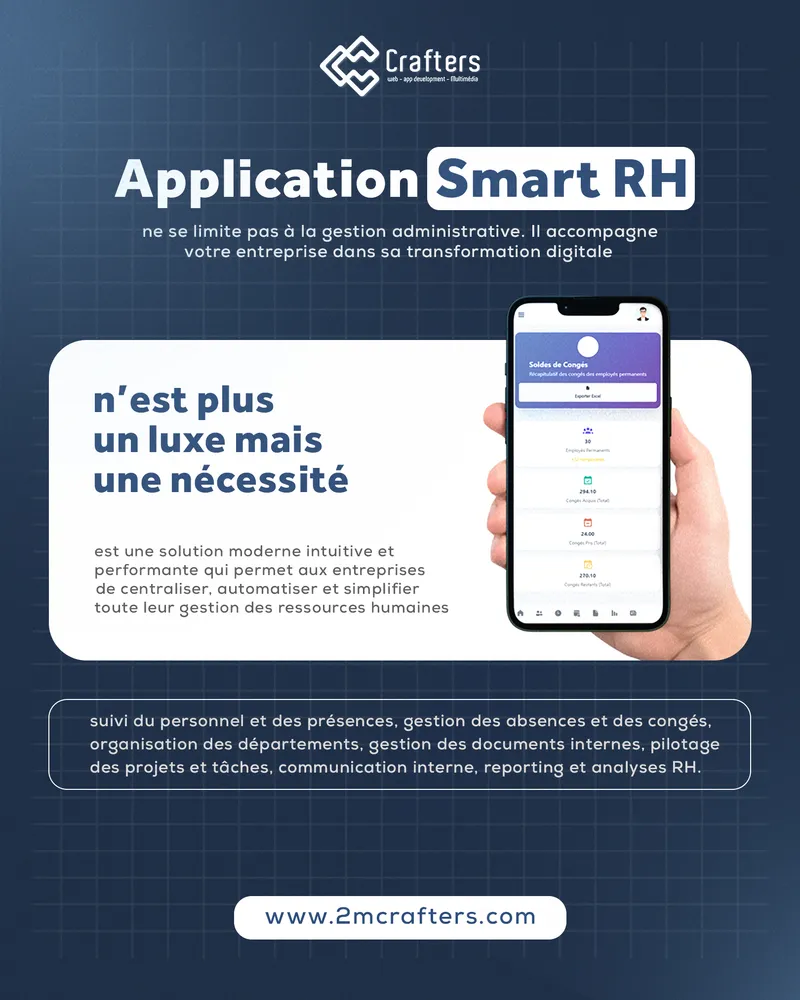 Crafters
web - app development - Multimédia
Application Smart RH
ne se limite pas à la gestion administrative. Il accompagne
votre entreprise dans sa transformation digitale
n'est plus
un luxe mais
une nécessité
est une solution moderne intuitive et
performante qui permet aux entreprises
de centraliser, automatiser et simplifier
toute leur gestion des ressources humaines
Soldes de Congés
Récapitulatif des congés des employés permanents
Exporter Excel
30
Employés Permanents
294.10
Congés Acquis (Total)
24.00
Congés Pris (Total)
270.10
Congés Restants (Total)
suivi du personnel et des présences, gestion des absences et des congés,
organisation des départements, gestion des documents internes, pilotage
des projets et tâches, communication interne, reporting et analyses RH.
www.2mcrafters.com